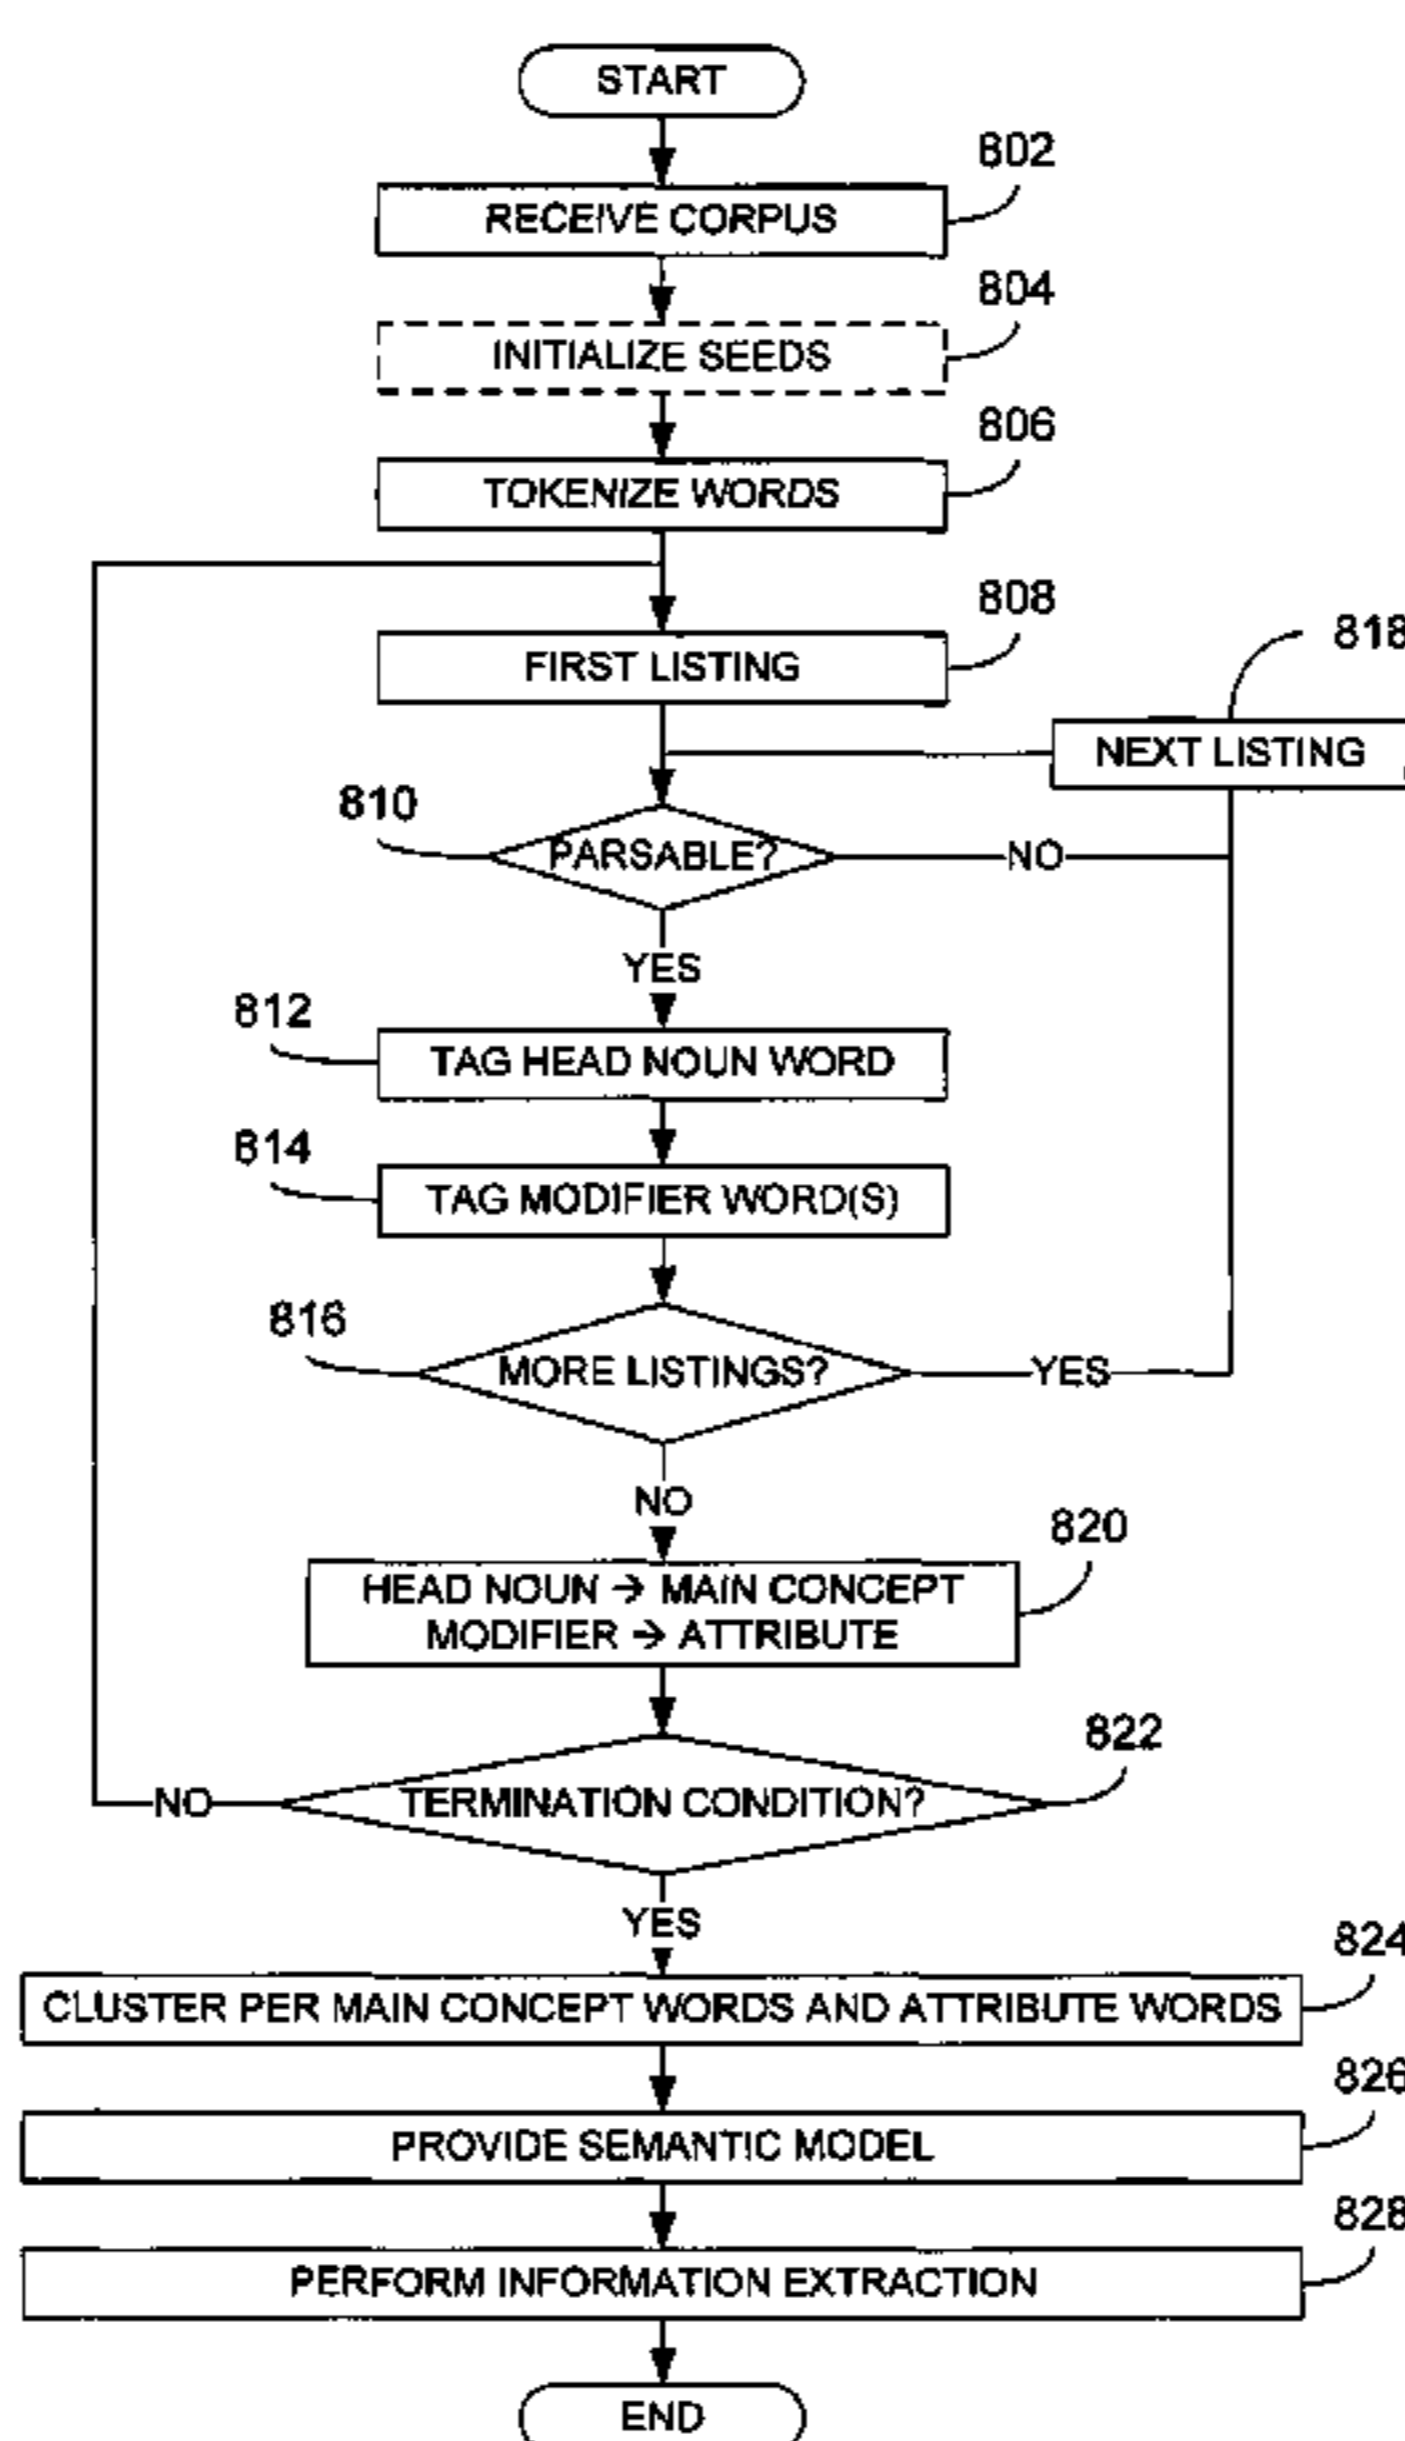 START
802
RECEIVE CORPUS
804
INITIALIZE SEEDS
806
TOKENIZE WORDS
808
FIRST LISTING
818
NEXT LISTING
810
PARSABLE?
NO
YES
812
TAG HEAD NOUN WORD
814
TAG MODIFIER WORD(S)
816
MORE LISTINGS?
YES
NO
820
HEAD NOUN → MAIN CONCEPT
MODIFIER → ATTRIBUTE
822
TERMINATION CONDITION?
NO
YES
824
CLUSTER PER MAIN CONCEPT WORDS AND ATTRIBUTE WORDS
826
PROVIDE SEMANTIC MODEL
828
PERFORM INFORMATION EXTRACTION
END